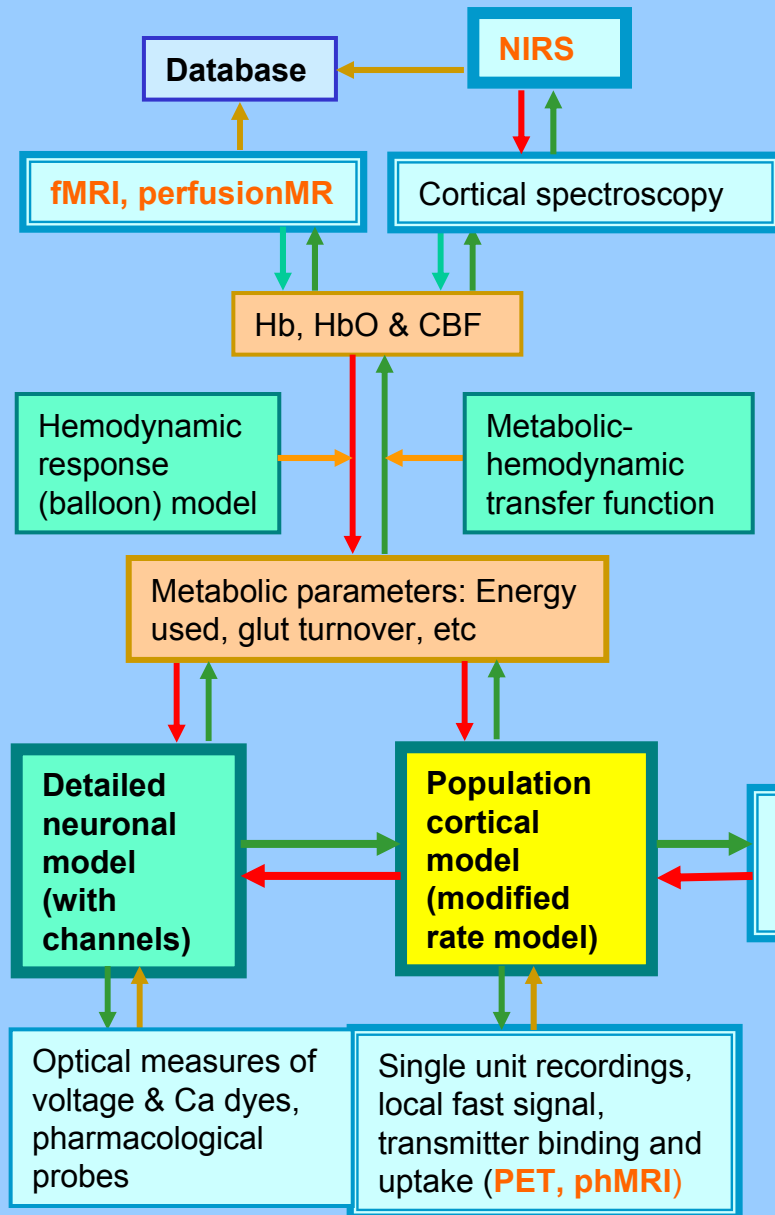 NIRS
Database
fMRI, perfusionMR
Cortical spectroscopy
Hb, HbO & CBF
Hemodynamic
response
(balloon) model
Metabolic-
hemodynamic
transfer function
Metabolic parameters: Energy
used, glut turnover, etc
Detailed
neuronal
model
(with
channels)
Population
cortical
model
(modified
rate model)
Optical measures of
voltage & Ca dyes,
pharmacological
probes
Single unit recordings,
local fast signal,
transmitter binding and
uptake (PET, phMRI)